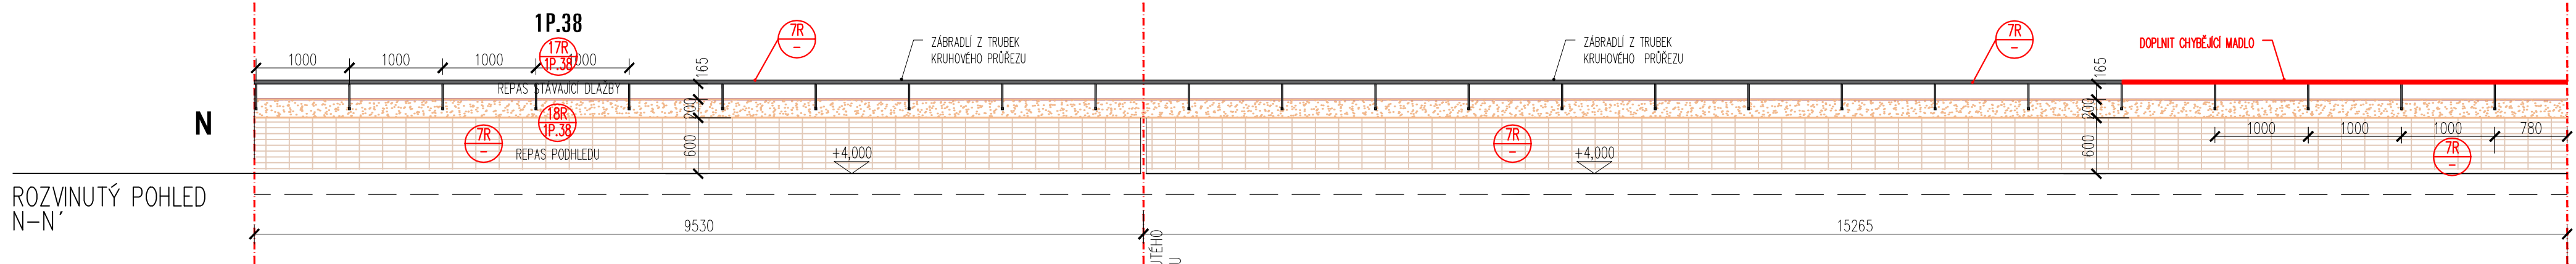 1P.38
17R
1P.38
1000
1000
1000
1000
165
7R
–
ZÁBRADLÍ Z TRUBEK
KRUHOVÉHO PRŮŘEZU
ZÁBRADLÍ Z TRUBEK
KRUHOVÉHO PRŮŘEZU
7R
–
165
DOPLNIT CHYBĚJÍCÍ MADLO
REPAS STÁVAJÍCÍ DLAŽBY
200
200
N
18R
1P.38
7R
–
REPAS PODHLEDU
600
+4,000
7R
–
+4,000
600
1000
1000
1000
780
7R
–
ROZVINUTÝ POHLED
N–N´
9530
15265
UTÉHO
U